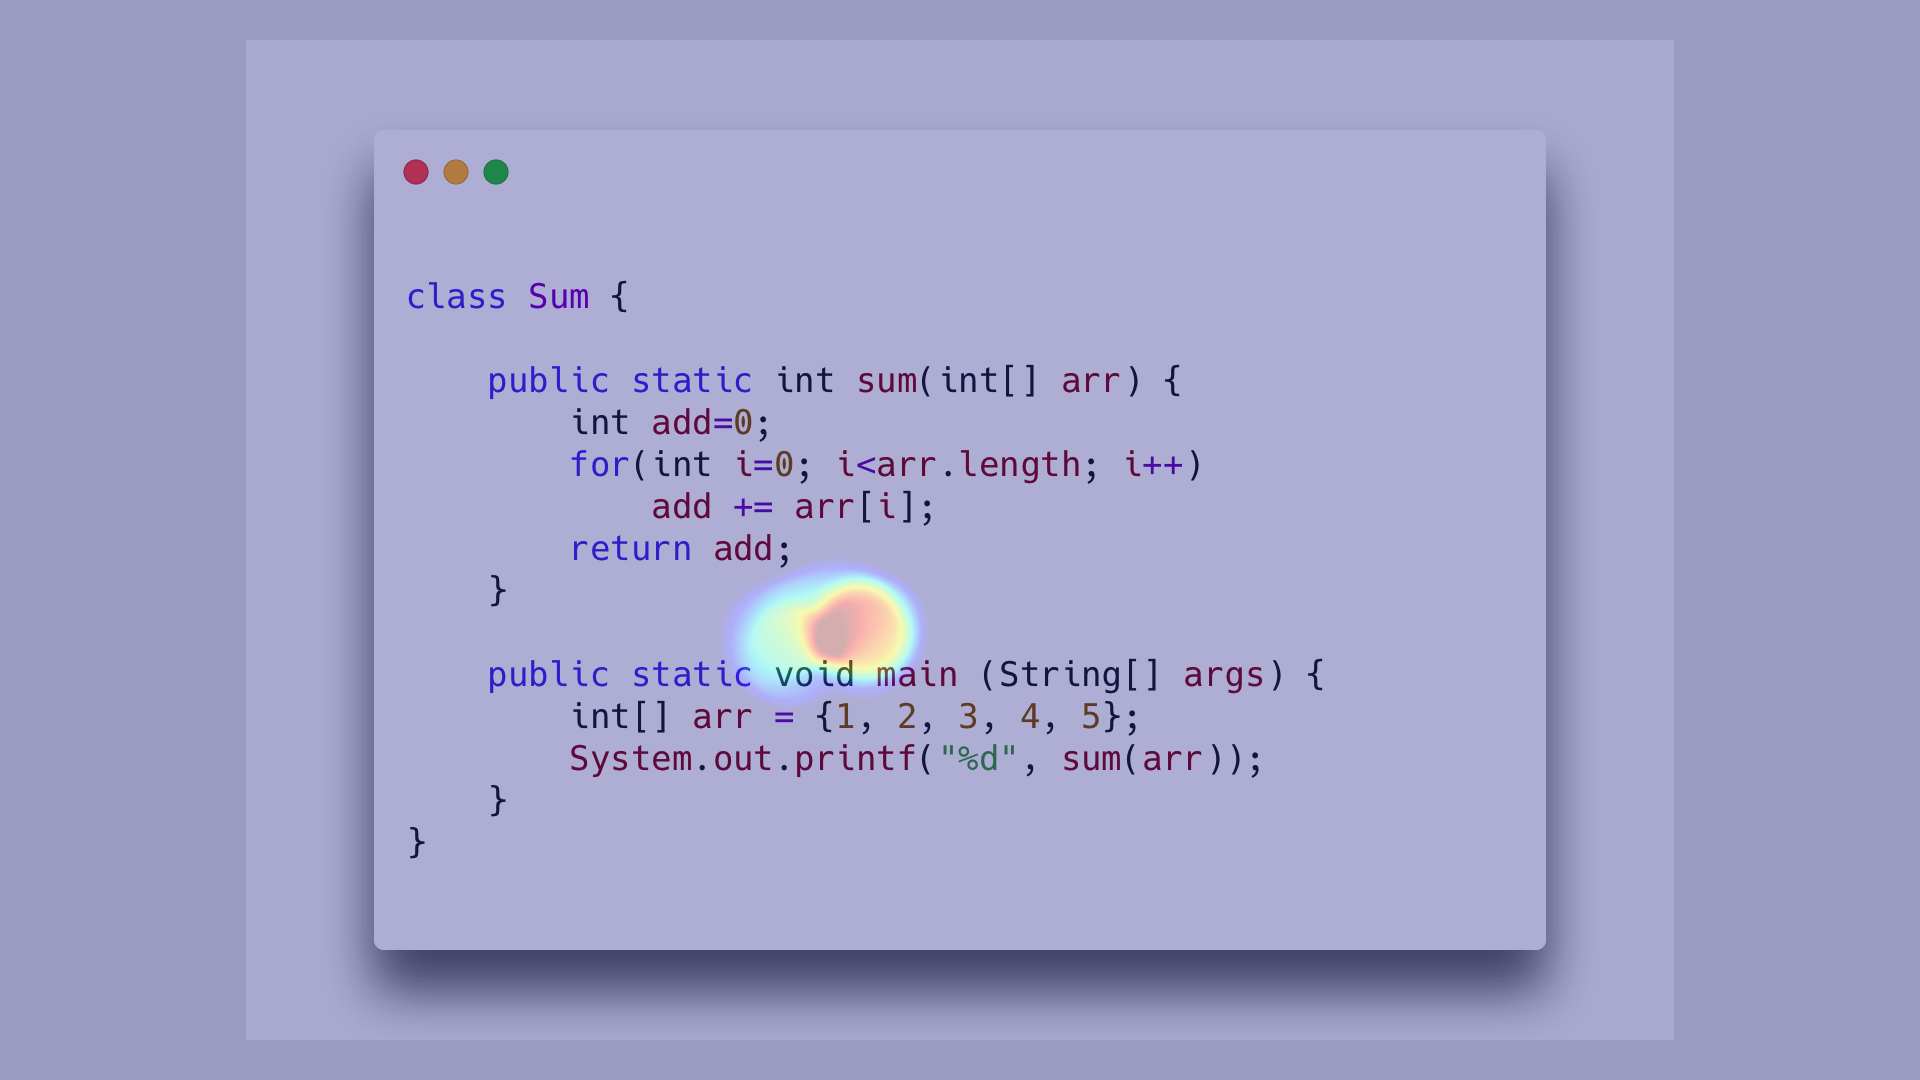 class Sum {
public static int sum(int[] arr) {
int add=0;
for(int i=0; i<arr.length; i++)
add += arr[i];
return add;
}
public static void main (String[] args) {
int[] arr = {1, 2, 3, 4, 5};
System.out.printf("%d", sum(arr));
}
}